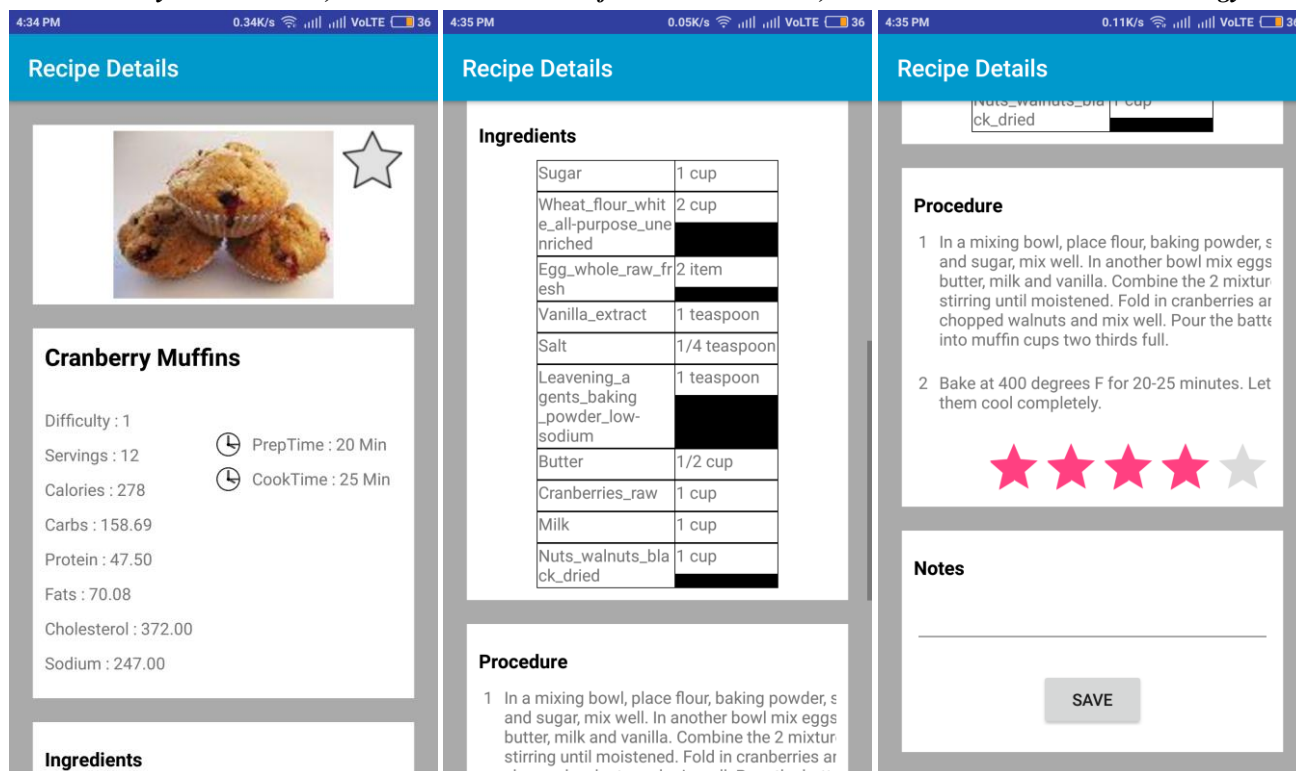 4:34 PM 0.34K/s VoLTE 36
Recipe Details
Cranberry Muffins
Difficulty : 1
Servings : 12
Calories : 278
Carbs : 158.69
Protein : 47.50
Fats : 70.08
Cholesterol : 372.00
Sodium : 247.00
PrepTime : 20 Min
CookTime : 25 Min
Ingredients
4:35 PM 0.05K/s VoLTE 36
Recipe Details
Ingredients
Sugar 1 cup
Wheat_flour_whit 2 cup
e_all-purpose_une
nriched
Egg_whole_raw_fr 2 item
esh
Vanilla_extract 1 teaspoon
Salt 1/4 teaspoon
Leavening_a 1 teaspoon
gents_baking
_powder_low-
sodium
Butter 1/2 cup
Cranberries_raw 1 cup
Milk 1 cup
Nuts_walnuts_bla 1 cup
ck_dried
Procedure
1 In a mixing bowl, place flour, baking powder, s
and sugar, mix well. In another bowl mix eggs
butter, milk and vanilla. Combine the 2 mixtur
stirring until moistened. Fold in cranberries ar
4:35 PM 0.11K/s VoLTE 36
Recipe Details
Nuts_walnuts_bla 1 cup
ck_dried
Procedure
1 In a mixing bowl, place flour, baking powder, s
and sugar, mix well. In another bowl mix eggs
butter, milk and vanilla. Combine the 2 mixtur
stirring until moistened. Fold in cranberries ar
chopped walnuts and mix well. Pour the batte
into muffin cups two thirds full.
2 Bake at 400 degrees F for 20-25 minutes. Let
them cool completely.
Notes
SAVE